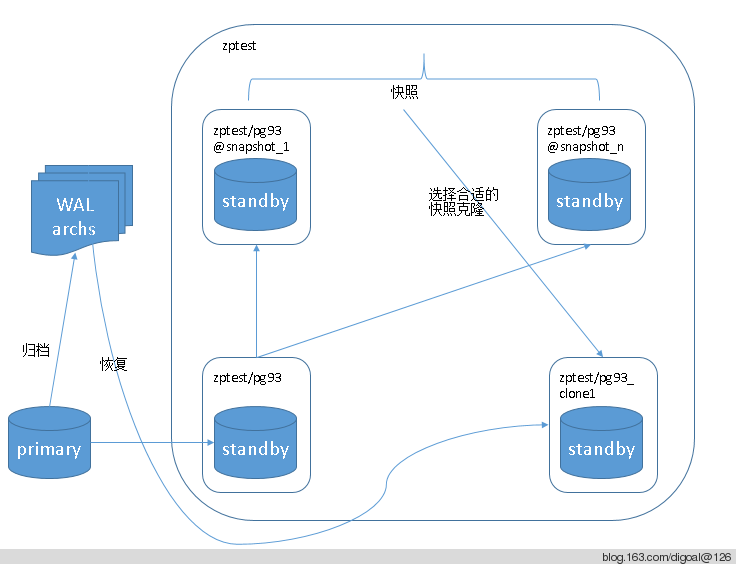 zptest
快照
zptest/pg93
@snapshot_1
standby
zptest/pg93
@snapshot_n
standby
选择合适的
快照克隆
WAL
archs
归档
恢复
primary
zptest/pg93
standby
zptest/pg93_
clone1
standby
blog.163.com/digoal@126